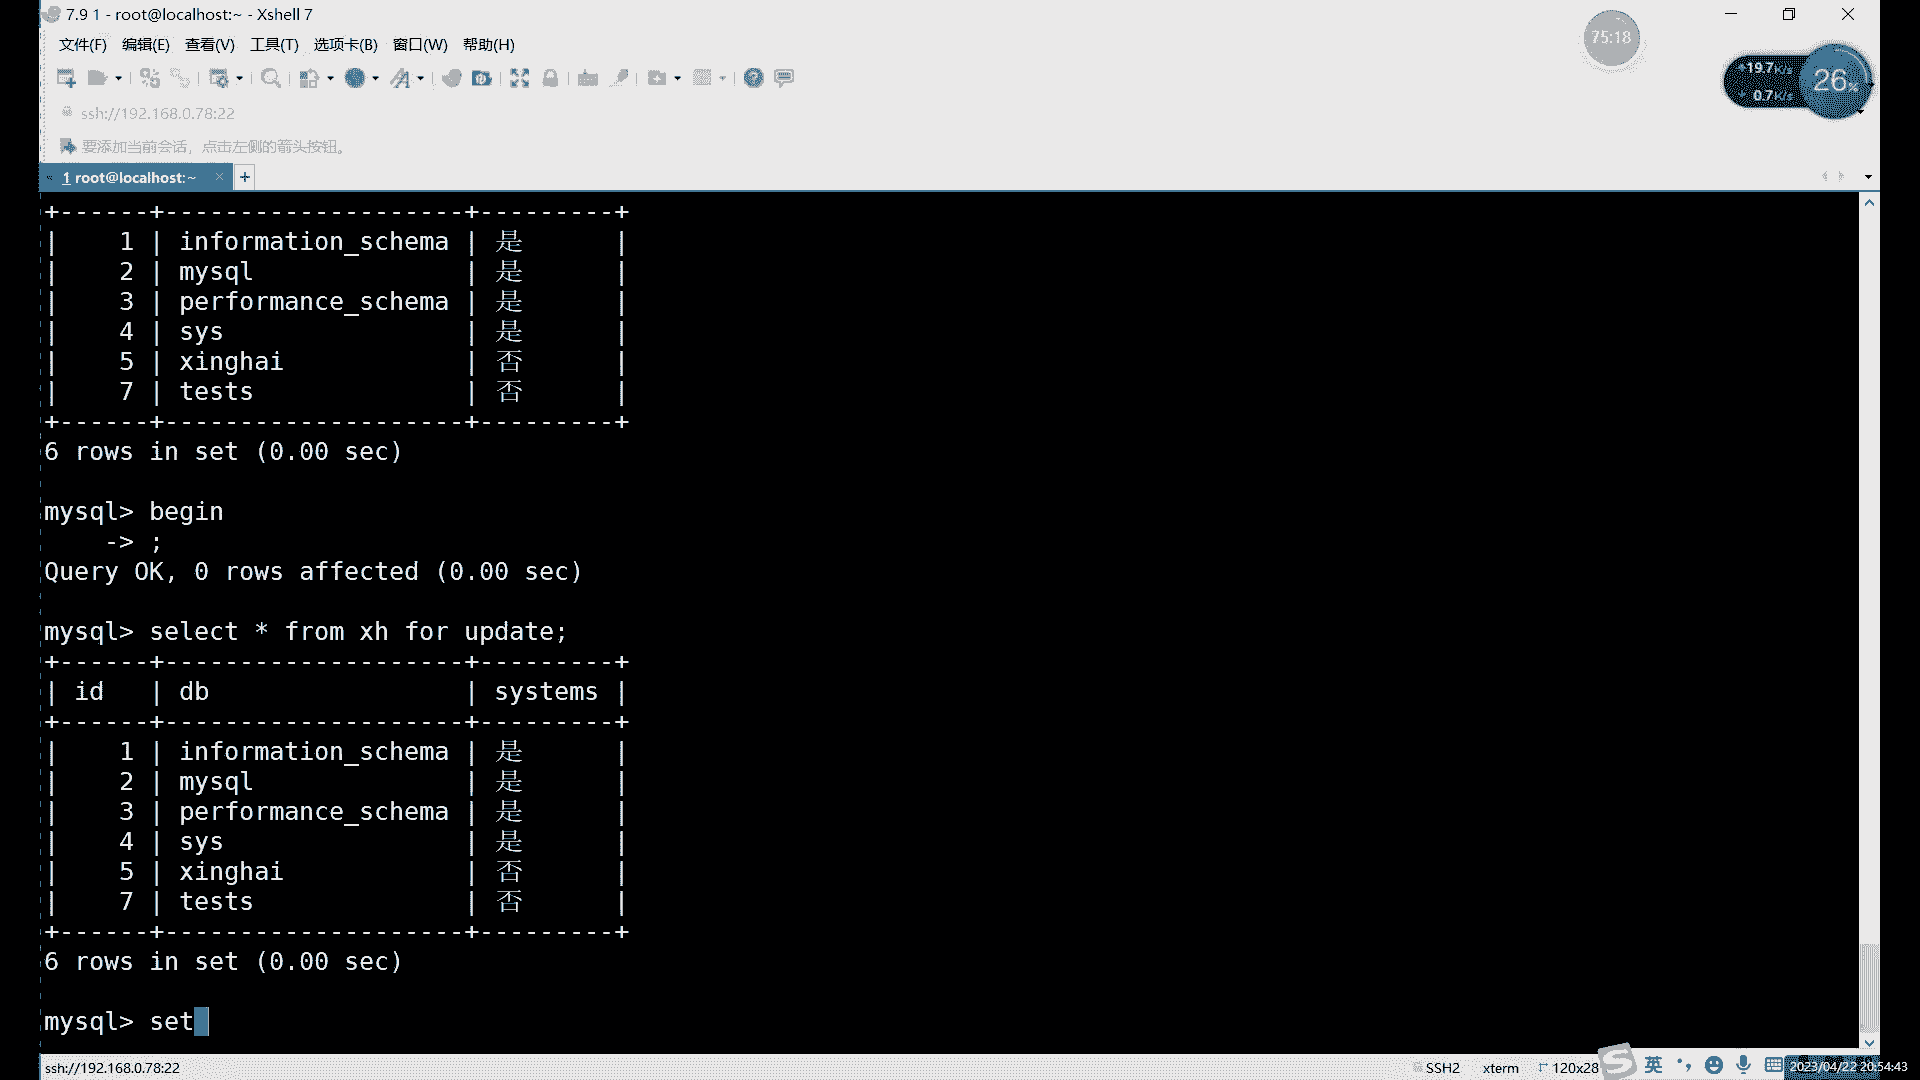 7.9 1 - root@localhost:~ - Xshell 7
75:18
文件(F) 编辑(E) 查看(V) 工具(T) 选项卡(B) 窗口(W) 帮助(H)
19.7K/s
0.7K/s
26%
ssh://192.168.0.78:22
要添加当前会话，点击左侧的箭头按钮。
1 root@localhost:~ × +
+------+----------------------+---------+
| 1 | information_schema | 是 |
| 2 | mysql | 是 |
| 3 | performance_schema | 是 |
| 4 | sys | 是 |
| 5 | xinghai | 否 |
| 7 | tests | 否 |
+------+----------------------+---------+
6 rows in set (0.00 sec)
mysql> begin
-> ;
Query OK, 0 rows affected (0.00 sec)
mysql> select * from xh for update;
+------+----------------------+---------+
| id | db | systems |
+------+----------------------+---------+
| 1 | information_schema | 是 |
| 2 | mysql | 是 |
| 3 | performance_schema | 是 |
| 4 | sys | 是 |
| 5 | xinghai | 否 |
| 7 | tests | 否 |
+------+----------------------+---------+
6 rows in set (0.00 sec)
mysql> set
ssh://192.168.0.78:22 SSH2 xterm 120x28 英 2023/04/22 20:54:43